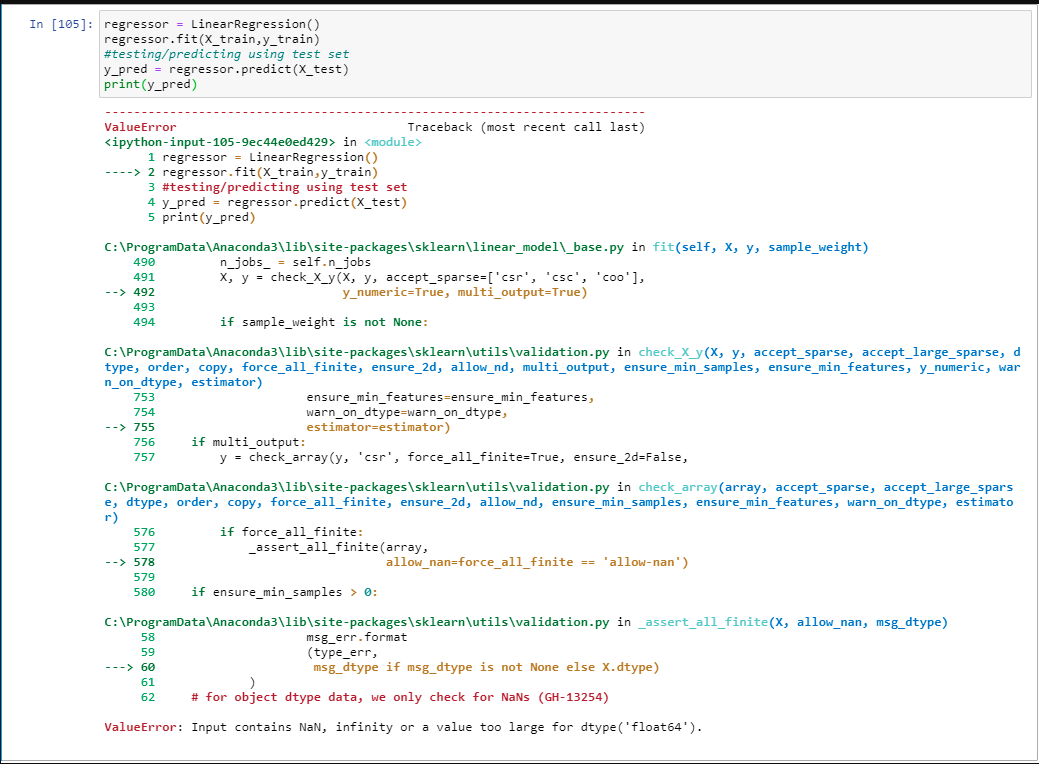 In [105]: regressor = LinearRegression()
regressor.fit(X_train,y_train)
#testing/predicting using test set
y_pred = regressor.predict(X_test)
print(y_pred)
---------------------------------------------------------------------------
ValueError                                Traceback (most recent call last)
<ipython-input-105-9ec44e0ed429> in <module>
      1 regressor = LinearRegression()
----> 2 regressor.fit(X_train,y_train)
      3 #testing/predicting using test set
      4 y_pred = regressor.predict(X_test)
      5 print(y_pred)
C:\ProgramData\Anaconda3\lib\site-packages\sklearn\linear_model\_base.py in fit(self, X, y, sample_weight)
    490         n_jobs_ = self.n_jobs
    491         X, y = check_X_y(X, y, accept_sparse=['csr', 'csc', 'coo'],
--> 492                          y_numeric=True, multi_output=True)
    493
    494         if sample_weight is not None:
C:\ProgramData\Anaconda3\lib\site-packages\sklearn\utils\validation.py in check_X_y(X, y, accept_sparse, accept_large_sparse, d
type, order, copy, force_all_finite, ensure_2d, allow_nd, multi_output, ensure_min_samples, ensure_min_features, y_numeric, war
n_on_dtype, estimator)
    753                     ensure_min_features=ensure_min_features,
    754                     warn_on_dtype=warn_on_dtype,
--> 755                     estimator=estimator)
    756     if multi_output:
    757         y = check_array(y, 'csr', force_all_finite=True, ensure_2d=False,
C:\ProgramData\Anaconda3\lib\site-packages\sklearn\utils\validation.py in check_array(array, accept_sparse, accept_large_spars
e, dtype, order, copy, force_all_finite, ensure_2d, allow_nd, ensure_min_samples, ensure_min_features, warn_on_dtype, estimato
r)
    576         if force_all_finite:
    577             _assert_all_finite(array,
--> 578                                allow_nan=force_all_finite == 'allow-nan')
    579
    580     if ensure_min_samples > 0:
C:\ProgramData\Anaconda3\lib\site-packages\sklearn\utils\validation.py in _assert_all_finite(X, allow_nan, msg_dtype)
     58                     msg_err.format
     59                     (type_err,
---> 60                      msg_dtype if msg_dtype is not None else X.dtype)
     61             )
     62     # for object dtype data, we only check for NaNs (GH-13254)
ValueError: Input contains NaN, infinity or a value too large for dtype('float64').